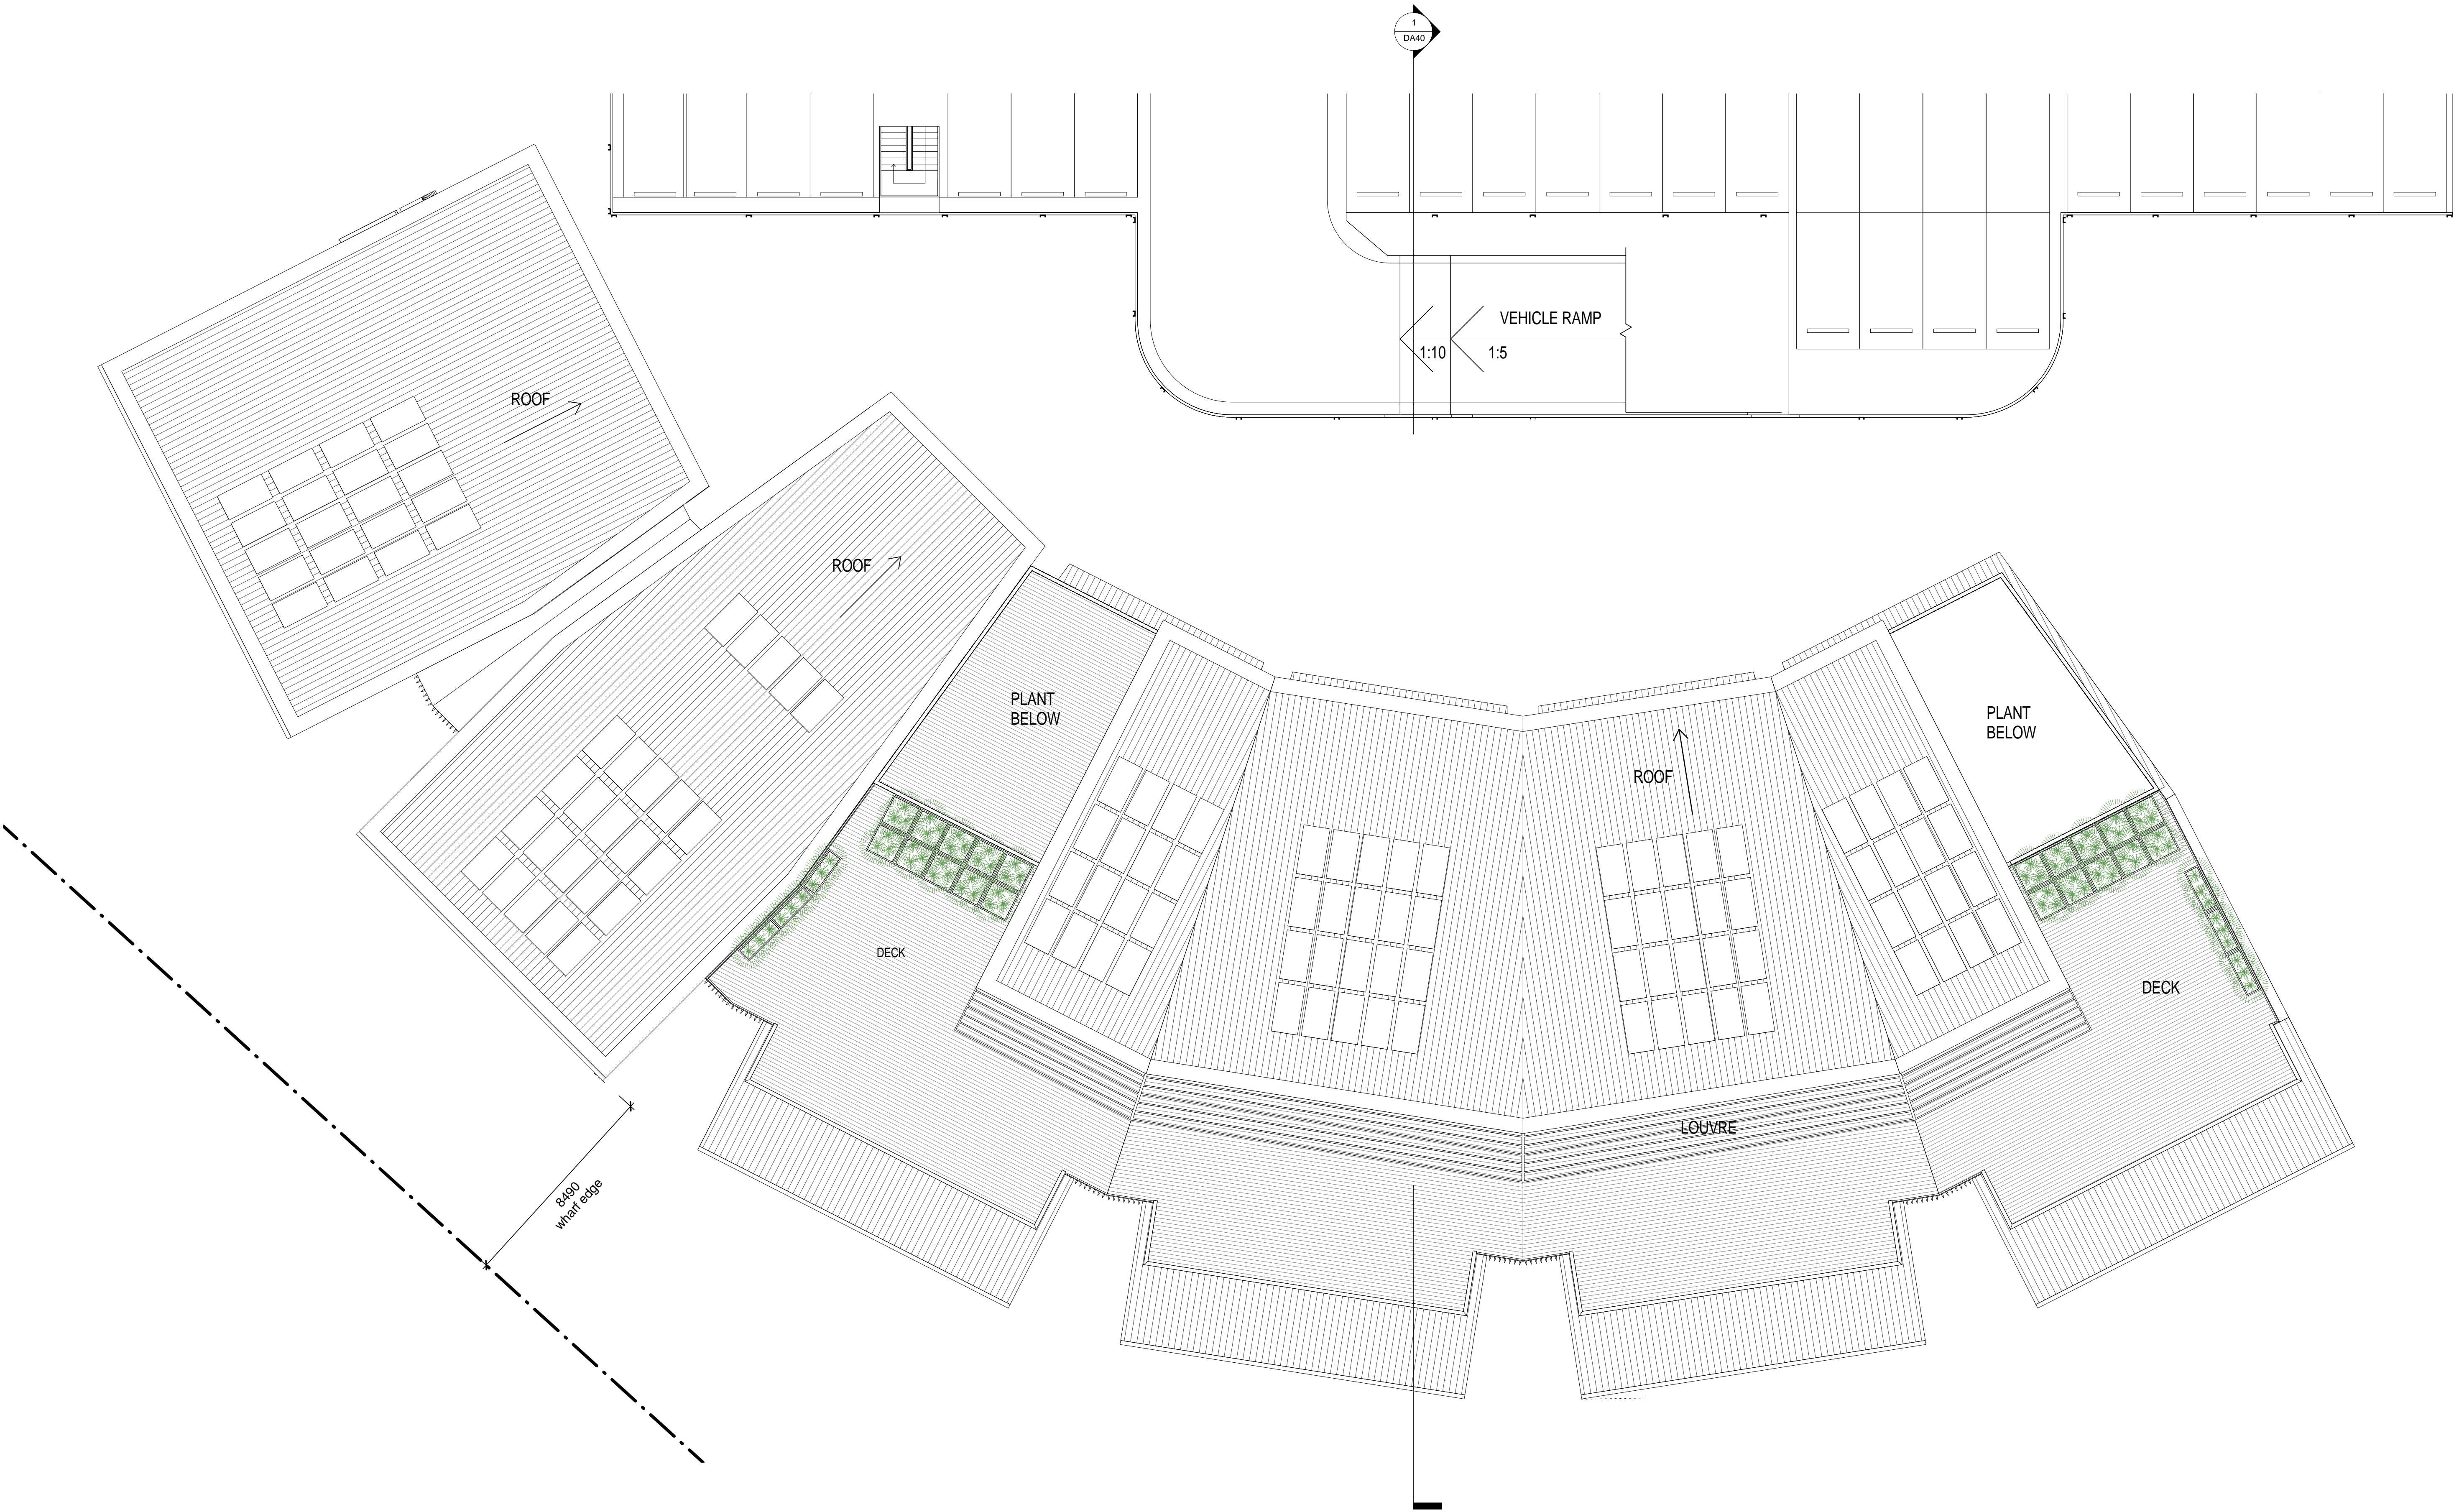 1
DA40
VEHICLE RAMP
1:10
1:5
ROOF
ROOF
PLANT
BELOW
PLANT
BELOW
ROOF
DECK
DECK
LOUVRE
8490
wharf edge